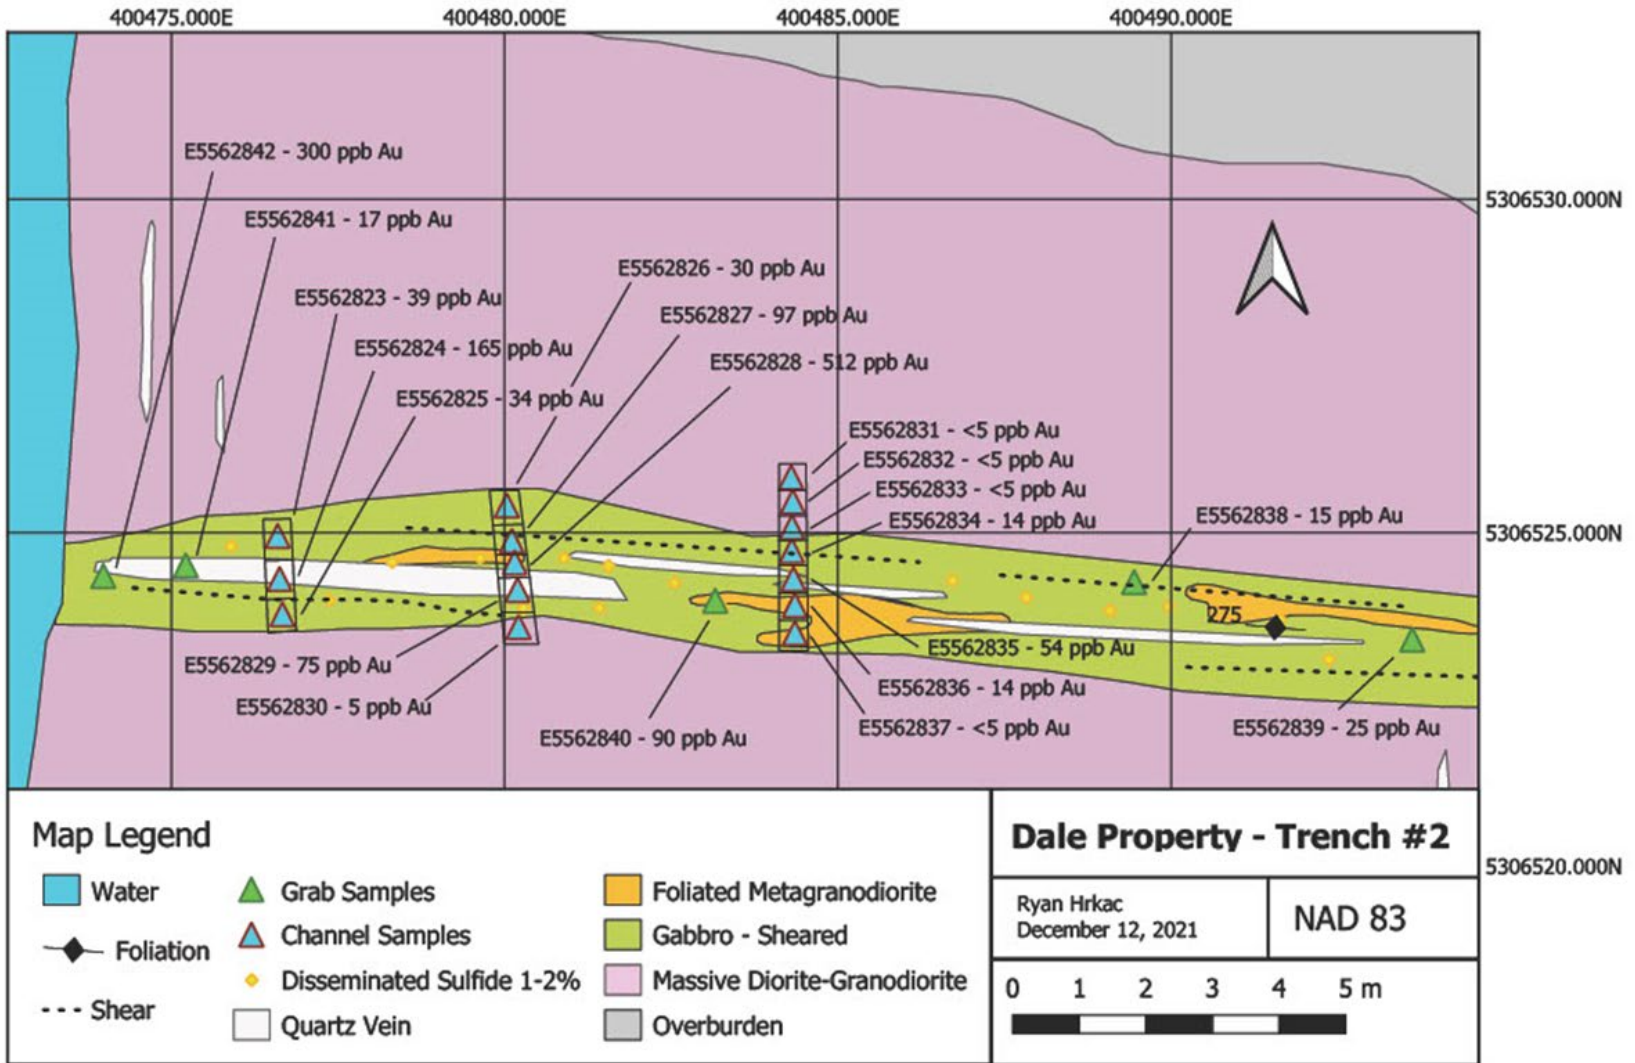 400475.000E 400480.000E 400485.000E 400490.000E
E5562842 - 300 ppb Au
5306530.000N
E5562841 - 17 ppb Au
E5562826 - 30 ppb Au
E5562823 - 39 ppb Au
E5562827 - 97 ppb Au
E5562824 - 165 ppb Au
E5562828 - 512 ppb Au
E5562825 - 34 ppb Au
E5562831 - <5 ppb Au
E5562832 - <5 ppb Au
E5562833 - <5 ppb Au
E5562834 - 14 ppb Au
E5562838 - 15 ppb Au
5306525.000N
275
E5562835 - 54 ppb Au
E5562829 - 75 ppb Au
E5562836 - 14 ppb Au
E5562830 - 5 ppb Au
E5562837 - <5 ppb Au
E5562839 - 25 ppb Au
E5562840 - 90 ppb Au
Map Legend
Water
Foliation
Shear
Grab Samples
Channel Samples
Disseminated Sulfide 1-2%
Quartz Vein
Foliated Metagranodiorite
Gabbro - Sheared
Massive Diorite-Granodiorite
Overburden
Dale Property - Trench #2
5306520.000N
Ryan Hrkac
December 12, 2021
NAD 83
0 1 2 3 4 5 m